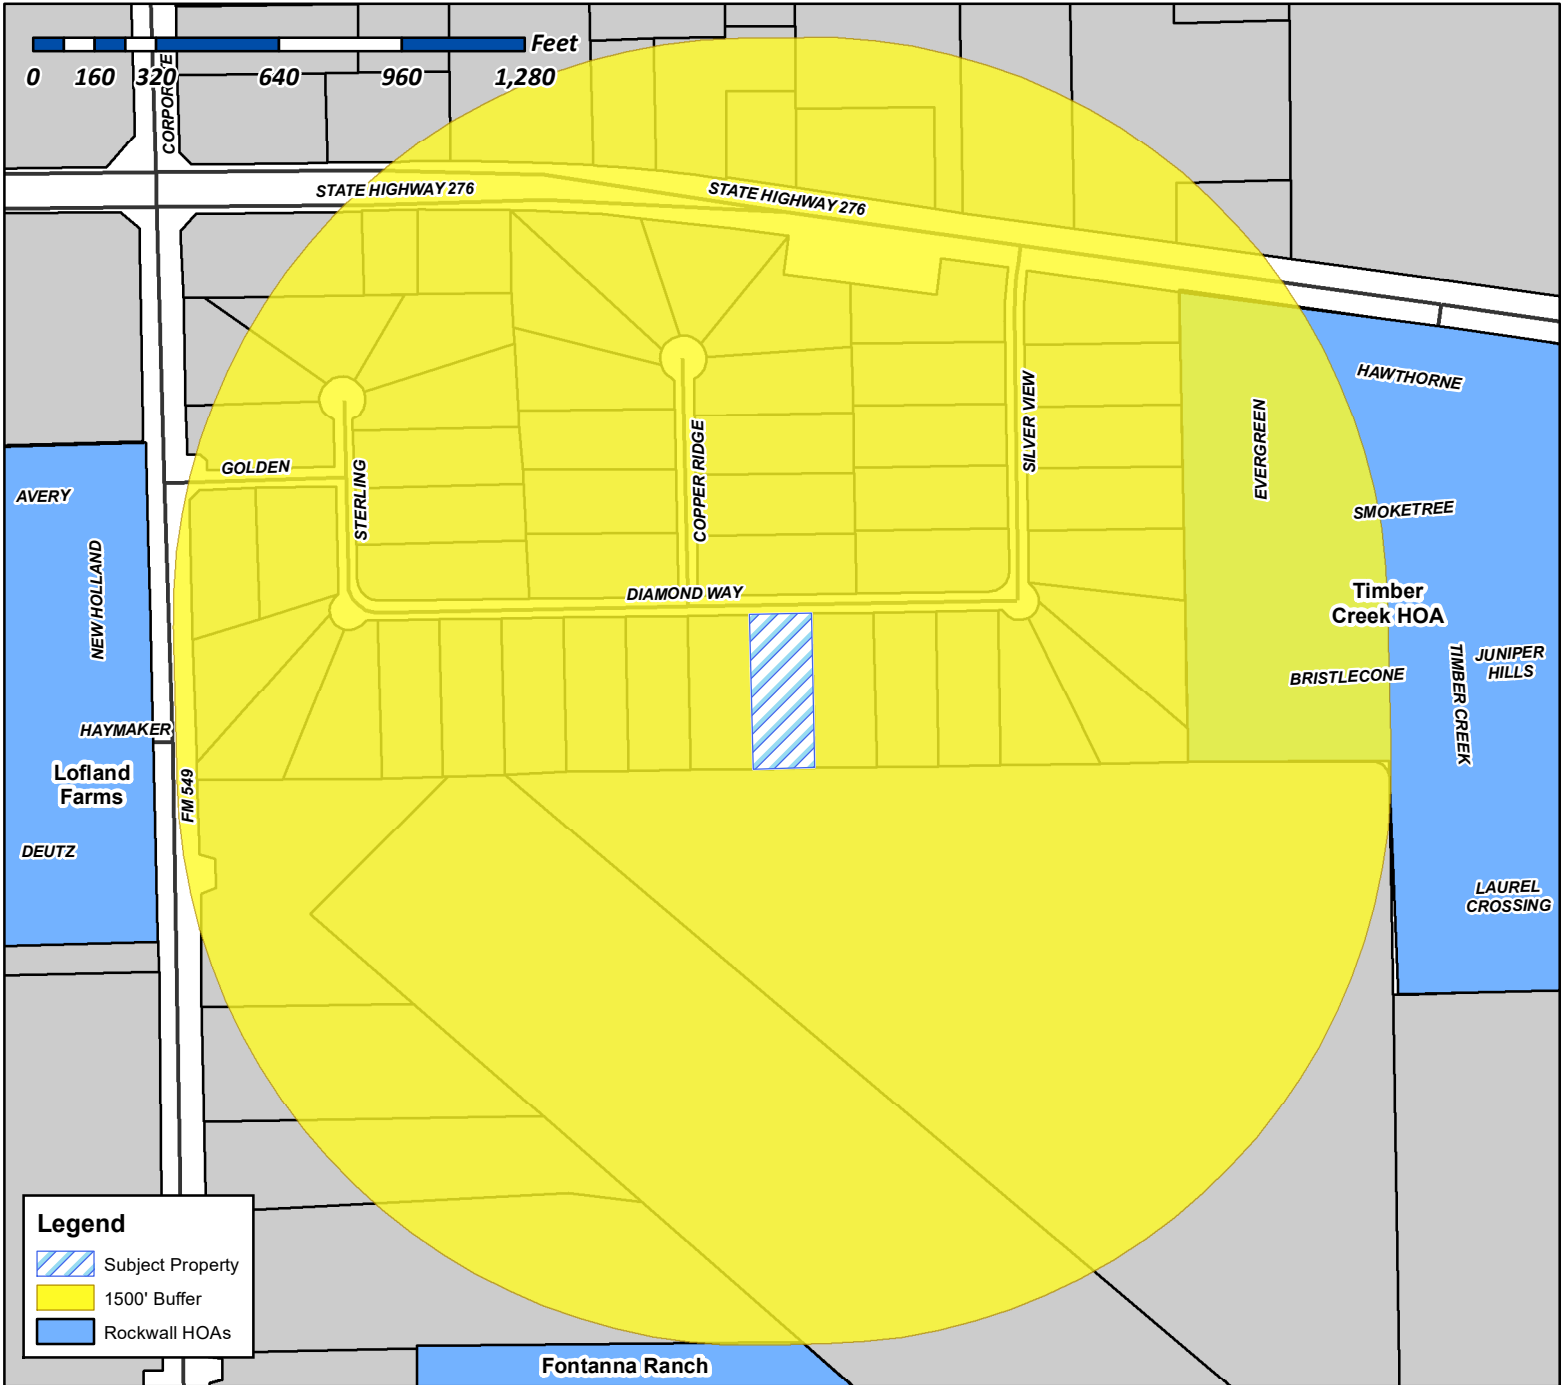 Feet
0 160 320 640 960 1,280
STATE HIGHWAY 276
STATE HIGHWAY 276
HAWTHORNE
EVERGREEN
SILVER VIEW
COPPER RIDGE
GOLDEN
STERLING
AVERY
NEW HOLLAND
SMOKETREE
DIAMOND WAY
Timber
Creek HOA
JUNIPER
HILLS
TIMBER CREEK
BRISTLECONE
HAYMAKER
Lofland
Farms
FM 549
DEUTZ
LAUREL
CROSSING
Legend
Subject Property
1500' Buffer
Rockwall HOAs
Fontanna Ranch